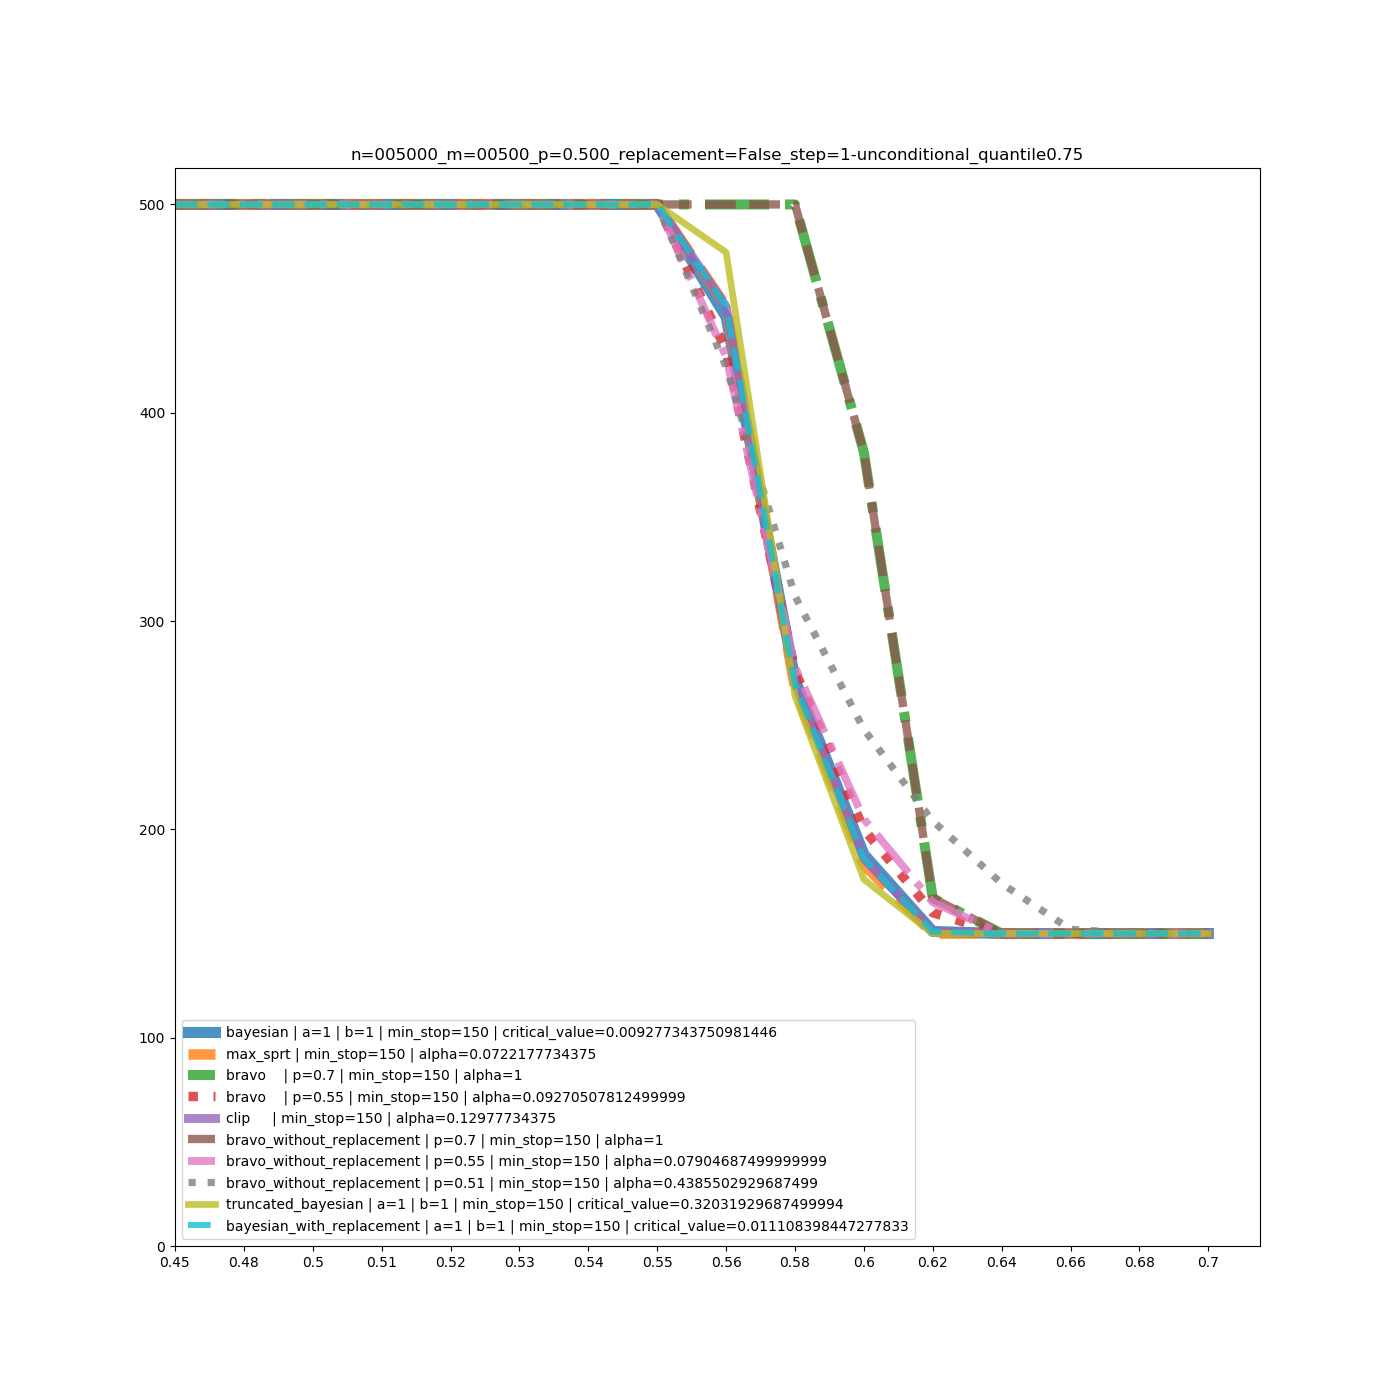 n=005000_m=00500_p=0.500_replacement=False_step=1-unconditional_quantile0.75
500
400
300
200
100
0
bayesian | a=1 | b=1 | min_stop=150 | critical_value=0.009277343750981446
max_sprt | min_stop=150 | alpha=0.0722177734375
bravo | p=0.7 | min_stop=150 | alpha=1
bravo | p=0.55 | min_stop=150 | alpha=0.09270507812499999
clip | min_stop=150 | alpha=0.12977734375
bravo_without_replacement | p=0.7 | min_stop=150 | alpha=1
bravo_without_replacement | p=0.55 | min_stop=150 | alpha=0.07904687499999999
bravo_without_replacement | p=0.51 | min_stop=150 | alpha=0.4385502929687499
truncated_bayesian | a=1 | b=1 | min_stop=150 | critical_value=0.32031929687499994
bayesian_with_replacement | a=1 | b=1 | min_stop=150 | critical_value=0.011108398447277833
0.45 0.48 0.5 0.51 0.52 0.53 0.54 0.55 0.56 0.58 0.6 0.62 0.64 0.66 0.68 0.7